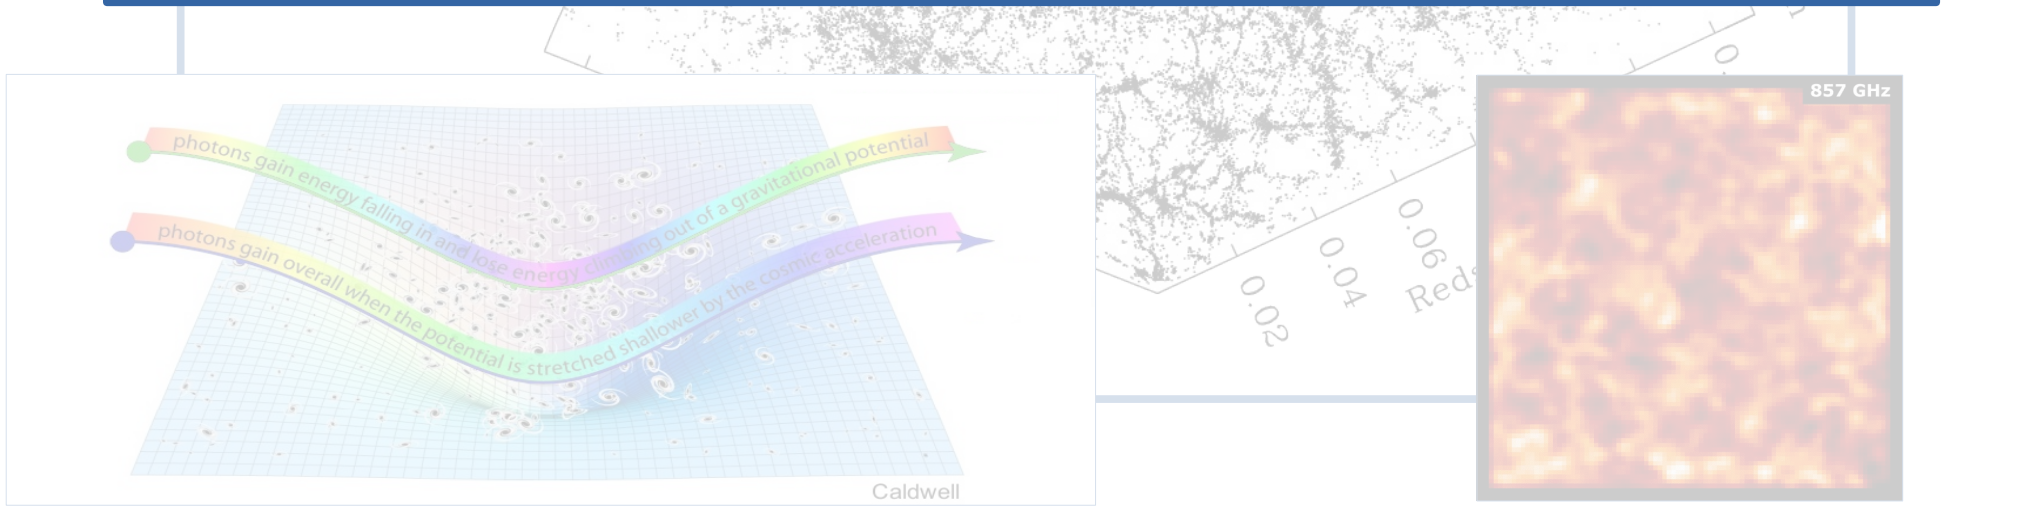 857 GHz
photons gain energy falling in and lose energy climbing out of a gravitational potential
photons gain overall when the potential is stretched shallower by the cosmic acceleration
0.02
0.04
0.06
Caldwell